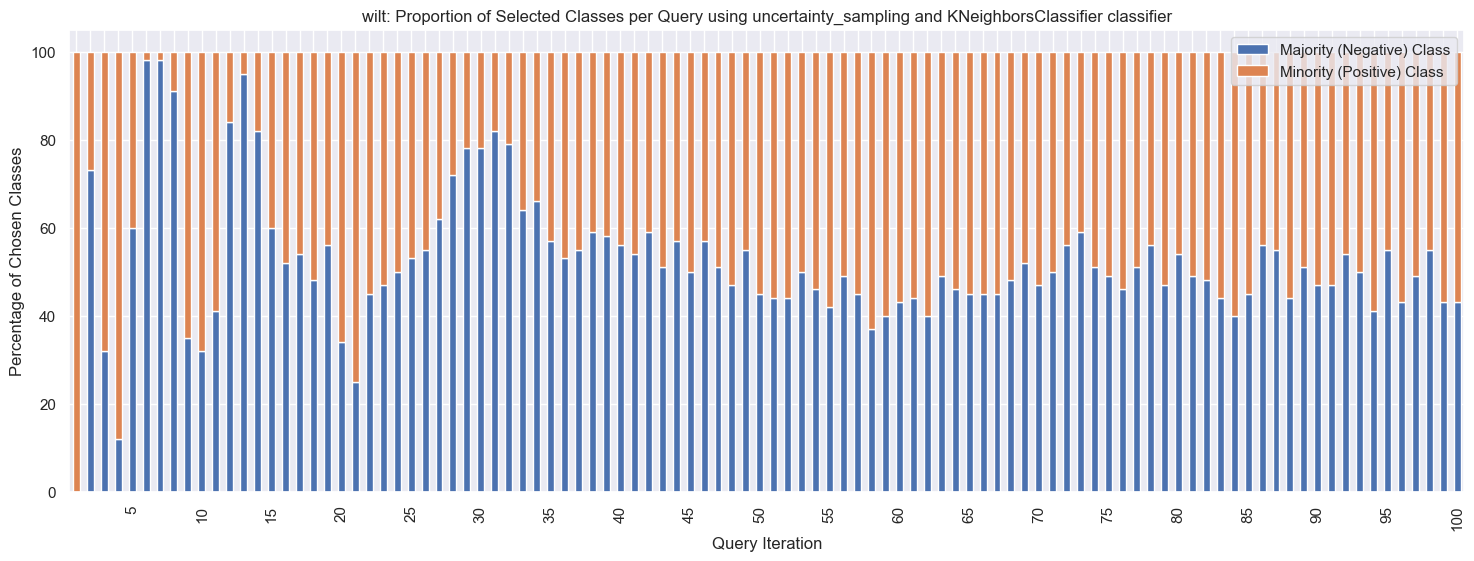 wilt: Proportion of Selected Classes per Query using uncertainty_sampling and KNeighborsClassifier classifier
Majority (Negative) Class
Minority (Positive) Class
Percentage of Chosen Classes
100
80
60
40
20
0
5 10 15 20 25 30 35 40 45 50 55 60 65 70 75 80 85 90 95 100
Query Iteration